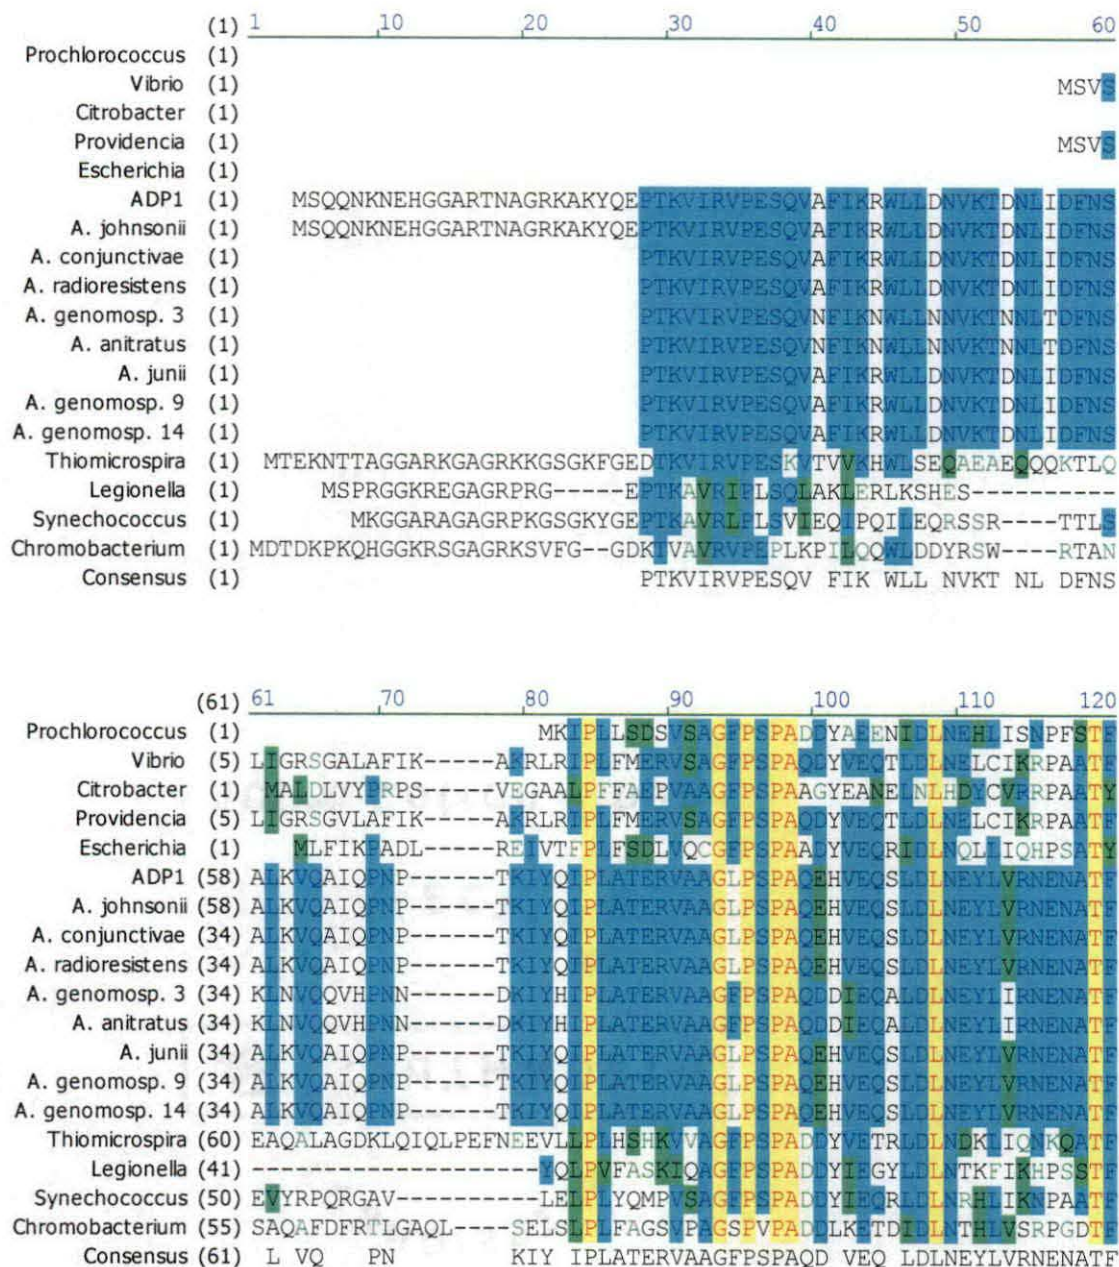 (1) 1 10 20 30 40 50 60
Prochlorococcus (1)
Vibrio (1) MSVS
Citrobacter (1)
Providencia (1) MSVS
Escherichia (1)
ADP1 (1) MSQQNKNEHGGARTNAGRKAKYQEPTKVIRVPESQVAFIKRWLLDNVKTDNLIDFNS
A. johnsonii (1) MSQQNKNEHGGARTNAGRKAKYQEPTKVIRVPESQVAFIKRWLLDNVKTDNLIDFNS
A. conjunctivae (1) PTKVIRVPESQVAFIKRWLLDNVKTDNLIDFNS
A. radioresistens (1) PTKVIRVPESQVAFIKRWLLDNVKTDNLIDFNS
A. genomosp. 3 (1) PTKVIRVPESQVNFIKNWLLNNVKTNNLTDFNS
A. anitratus (1) PTKVIRVPESQVNFIKNWLLNNVKTNNLTDFNS
A. junii (1) PTKVIRVPESQVAFIKRWLLDNVKTDNLIDFNS
A. genomosp. 9 (1) PTKVIRVPESQVAFIKRWLLDNVKTDNLIDFNS
A. genomosp. 14 (1) PTKVIRVPESQVAFIKRWLLDNVKTDNLIDFNS
Thiomicrospira (1) MTEKNTTAGGARKGAGRKKGSGKFGEDTKVIRVPESKVTVVKHWLSEQAEAEQQQKTLQ
Legionella (1) MSPRGGKREGAGRPRG-----EPTKAVRIPLSQLAKLERLKSHES----------
Synechococcus (1) MKGGARAGAGRPKGSGKYGEPTKAVRLPLSVIEQIPQILEQRSSR----TTLS
Chromobacterium (1) MDTDKPKQHGGKRSGAGRKSVFG--GDKTVAVRVPEPLKPILQQWLDDYRSW----RTAN
Consensus (1) PTKVIRVPESQV FIK WLL NVKT NL DFNS
(61) 61 70 80 90 100 110 120
Prochlorococcus (1) MKIPLLSDSVSAGFPSPADDYAEENIDLNEHLISNPFSTF
Vibrio (5) LIGRSGALAFIK-----AKRLRIPLFMERVSAGFPSPAQDYVEQTLDLNELCIKRPAATF
Citrobacter (1) MALDLVYPRPS-----VEGAALPFFAEPVAAGFPSPAAGYEANELNLHDYCVRRPAATY
Providencia (5) LIGRSGVLAFIK-----AKRLRIPLFMERVSAGFPSPAQDYVEQTLDLNELCIKRPAATF
Escherichia (1) MLFIKPADL------REIVTFPLFSDLVQCGFPSPAADYVEQRIDLNQLLIQHPSATY
ADP1 (58) ALKVQAIQPNP------TKIYQIPLATERVAAGLPSPAQEHVEQSLDLNEYLVRNENATF
A. johnsonii (58) ALKVQAIQPNP------TKIYQIPLATERVAAGLPSPAQEHVEQSLDLNEYLVRNENATF
A. conjunctivae (34) ALKVQAIQPNP------TKIYQIPLATERVAAGLPSPAQEHVEQSLDLNEYLVRNENATF
A. radioresistens (34) ALKVQAIQPNP------TKIYQIPLATERVAAGLPSPAQEHVEQSLDLNEYLVRNENATF
A. genomosp. 3 (34) KLNVQQVHPNN------DKIYHIPLATERVAAGFPSPAQDDIEQALDLNEYLIRNENATF
A. anitratus (34) KLNVQQVHPNN------DKIYHIPLATERVAAGFPSPAQDDIEQALDLNEYLIRNENATF
A. junii (34) ALKVQAIQPNP------TKIYQIPLATERVAAGLPSPAQEHVEQSLDLNEYLVRNENATF
A. genomosp. 9 (34) ALKVQAIQPNP------TKIYQIPLATERVAAGLPSPAQEHVEQSLDLNEYLVRNENATF
A. genomosp. 14 (34) ALKVQAIQPNP------TKIYQIPLATERVAAGLPSPAQEHVEQSLDLNEYLVRNENATF
Thiomicrospira (60) EAQALAGDKLQIQLPEFNEEVLLPLHSHKVVAGFPSPADDYVETRLDLNDKLIQNKQATF
Legionella (41) --------------------YQLPVFASKIQAGFPSPADDYIEGYLDLNTKFIKHPSSTF
Synechococcus (50) EVYRPQRGAV----------LELPLYQMPVSAGFPSPADDYIEQRLDLNRHLIKNPAATF
Chromobacterium (55) SAQAFDFRTLGAQL-----SELSLPLFAGSVPAGSPVPADDLKETDIDLNTHLVSRPGDTF
Consensus (61) L VQ PN KIY IPLATERVAAGFPSPAQD VEQ LDLNEYLVRNENATF